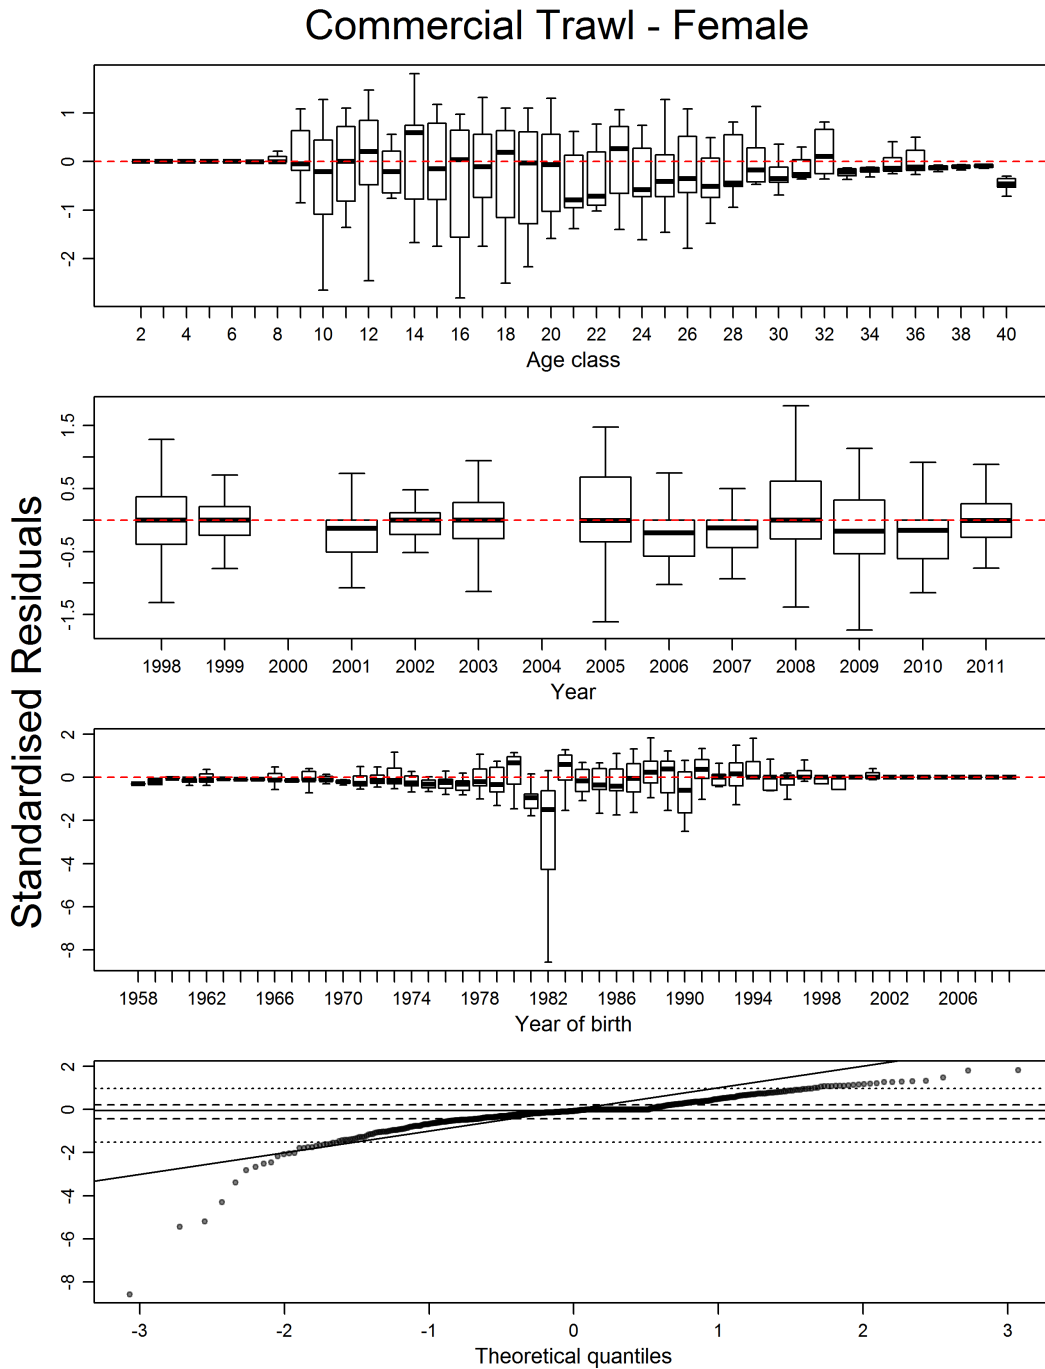 Commercial Trawl - Female
Standardised Residuals
1
0
-1
-2
2 4 6 8 10 12 14 16 18 20 22 24 26 28 30 32 34 36 38 40
Age class
1.5
0.5
-0.5
-1.5
1998 1999 2000 2001 2002 2003 2004 2005 2006 2007 2008 2009 2010 2011
Year
2
0
-2
-4
-6
-8
1958 1962 1966 1970 1974 1978 1982 1986 1990 1994 1998 2002 2006
Year of birth
2
0
-2
-4
-6
-8
-3 -2 -1 0 1 2 3
Theoretical quantiles